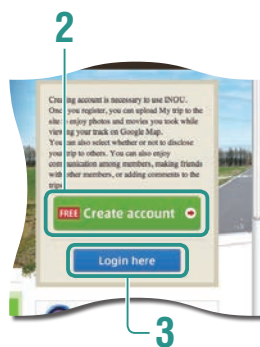 2
Creating account is necessary to use INOU.
Once you register, you can upload My trip to the
site to enjoy photos and movies you took while
viewing your track on Google Map.
You can also select whether or not to disclose
your trip to others. You can also enjoy
communication among members, making friends
with other members, or adding comments to the
trips.
FREE Create account
Login here
3